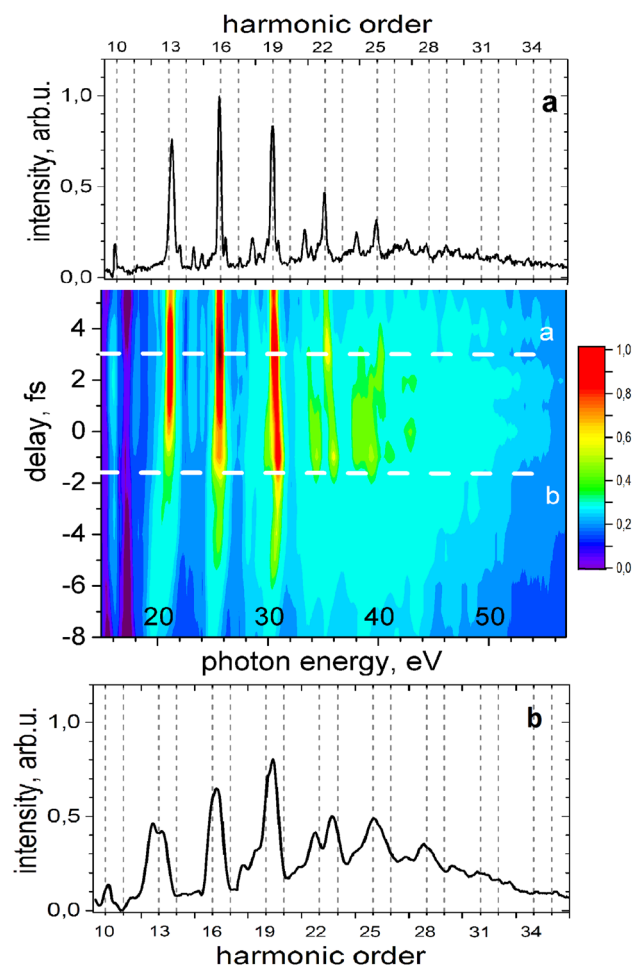 harmonic order
10 13 16 19 22 25 28 31 34
a
1,0
0,5
0,0
intensity, arb.u.
4
2
0
-2
-4
-6
-8
delay, fs
a
b
20 30 40 50
photon energy, eV
1,0
0,8
0,6
0,4
0,2
0,0
b
1,0
0,5
0,0
intensity, arb.u.
10 13 16 19 22 25 28 31 34
harmonic order